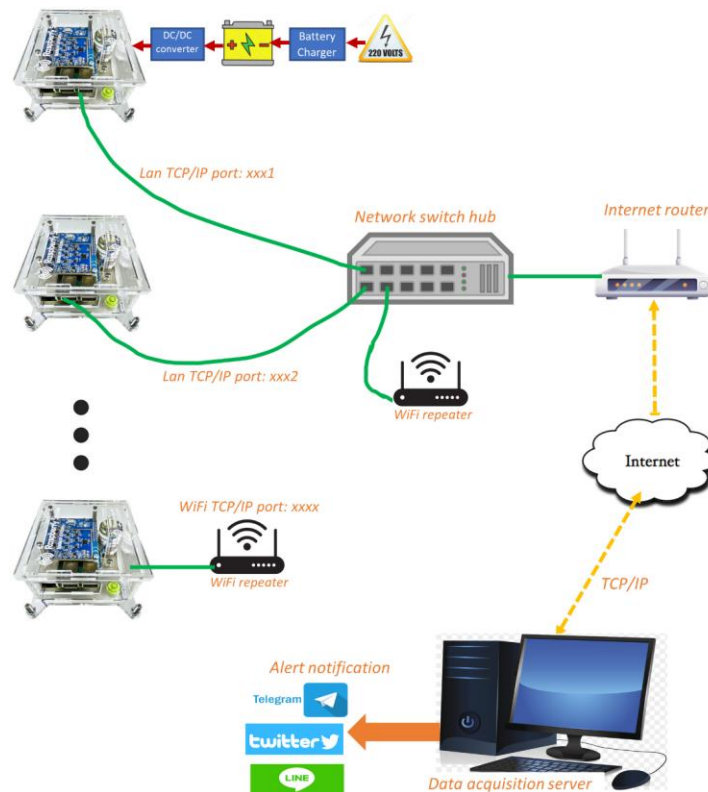 DC/DC
converter
+ -
Battery
Charger
220 VOLTS
Lan TCP/IP port: xxx1
Network switch hub
Internet router
Lan TCP/IP port: xxx2
WiFi repeater
Internet
WiFi TCP/IP port: xxxx
WiFi repeater
TCP/IP
Alert notification
Telegram
twitter
LINE
Data acquisition server